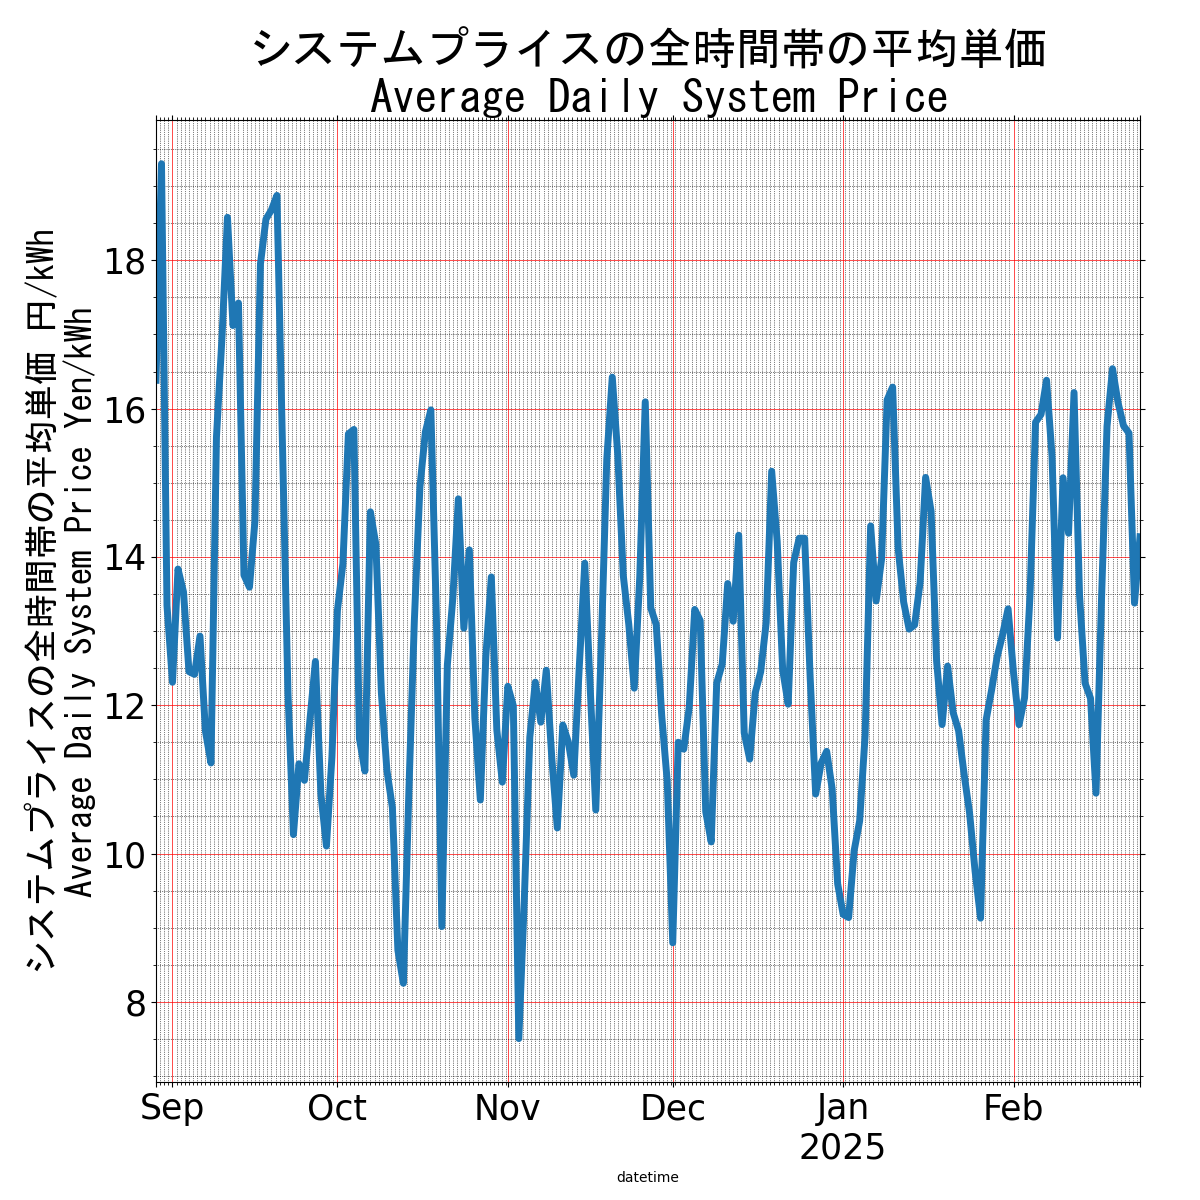 システムプライスの全時間帯の平均単価
Average Daily System Price
システムプライスの全時間帯の平均単価 円/kWh
Average Daily System Price Yen/kWh
18
16
14
12
10
8
Sep
Oct
Nov
Dec
Jan
2025
Feb
datetime